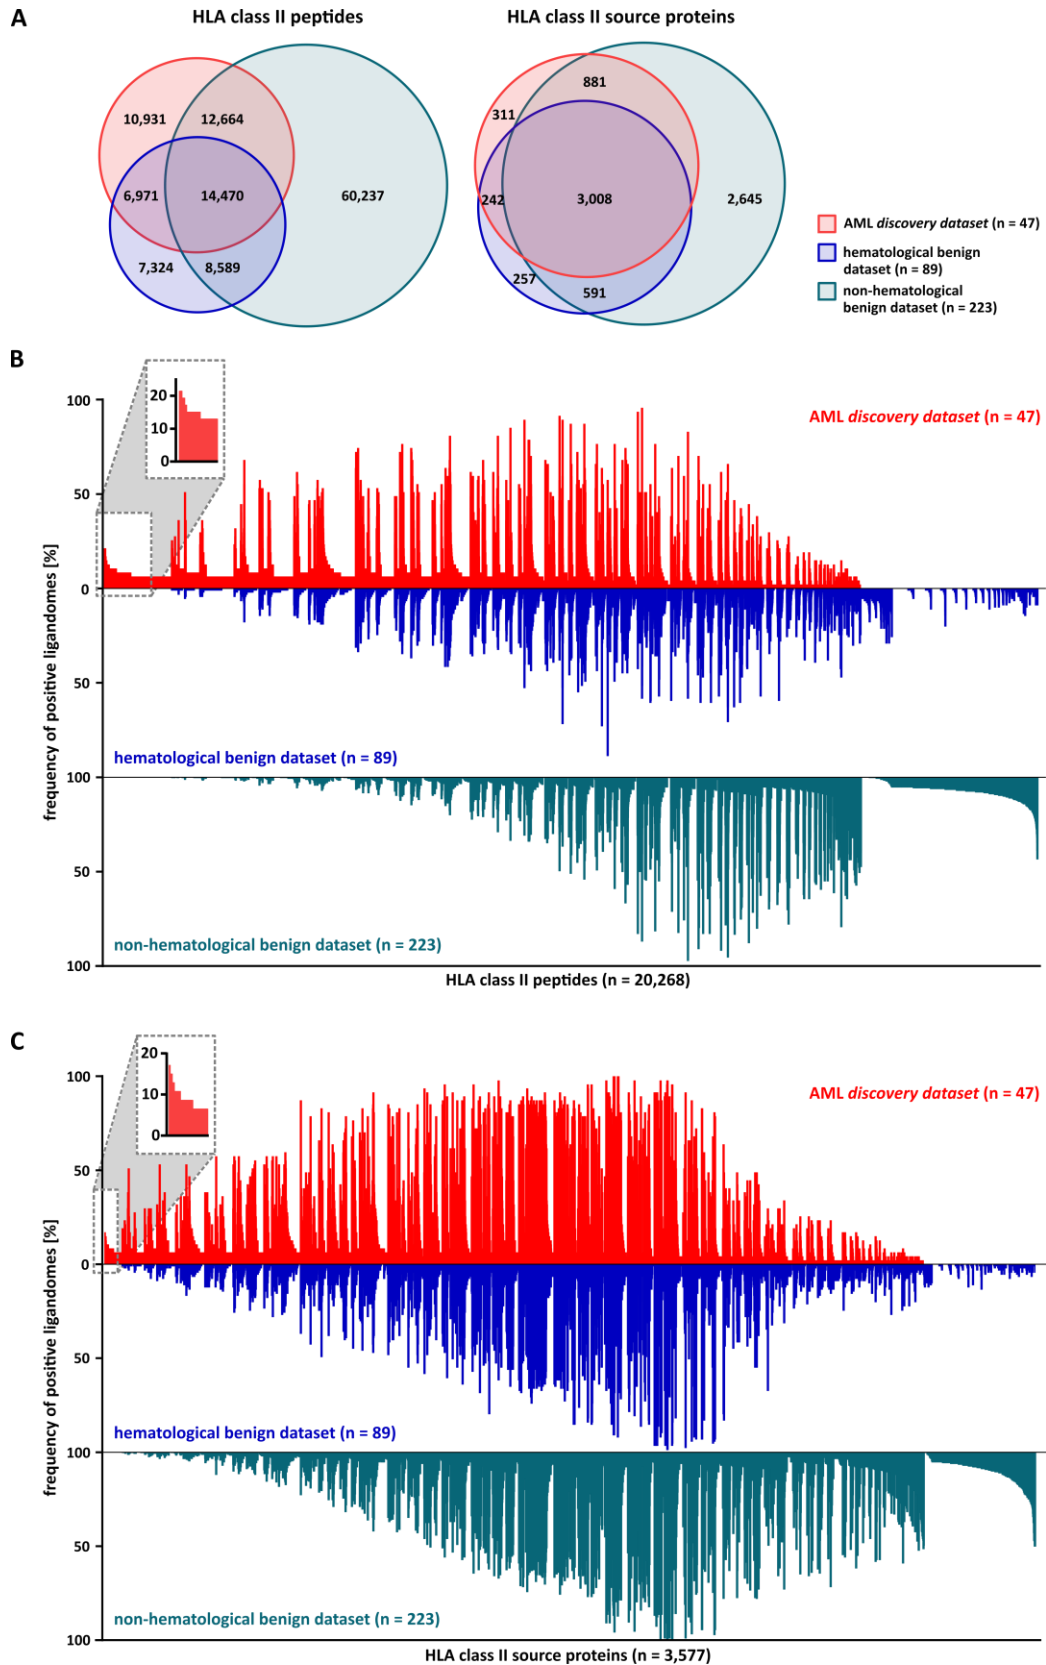 A
HLA class II peptides
HLA class II source proteins
10,931
12,664
6,971
14,470
60,237
7,324
8,589
881
311
242
3,008
2,645
257
591
AML discovery dataset (n = 47)
hematological benign
dataset (n = 89)
non-hematological
benign dataset (n = 223)
B
20
10
0
100
50
0
50
100
50
100
frequency of positive ligandomes [%]
AML discovery dataset (n = 47)
hematological benign dataset (n = 89)
non-hematological benign dataset (n = 223)
HLA class II peptides (n = 20,268)
C
20
10
0
100
50
0
50
100
50
100
frequency of positive ligandomes [%]
AML discovery dataset (n = 47)
hematological benign dataset (n = 89)
non-hematological benign dataset (n = 223)
HLA class II source proteins (n = 3,577)